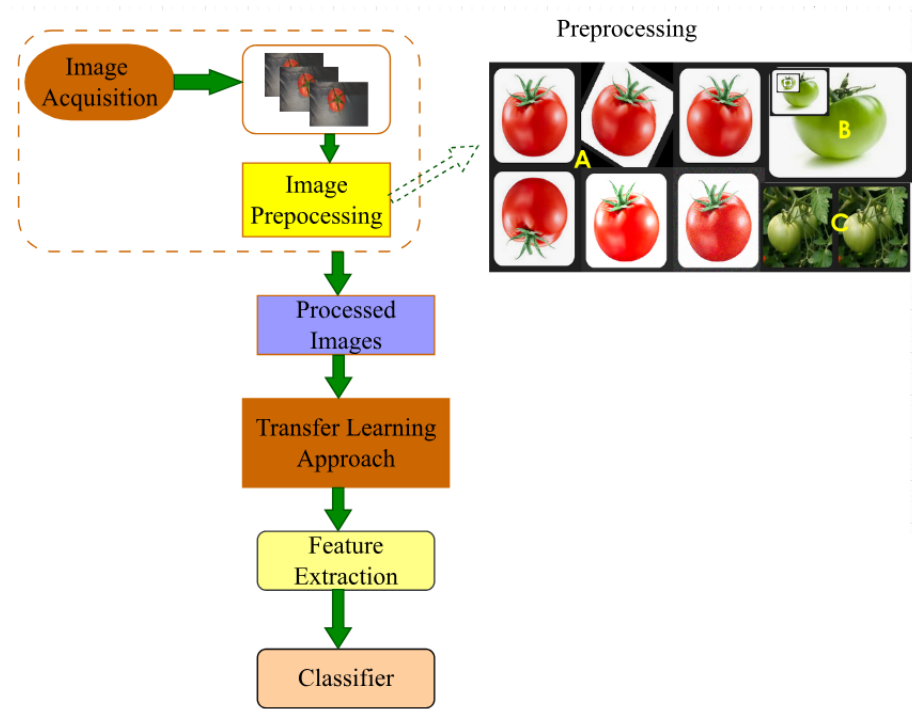 Preprocessing
Image
Acquisition
A
B
C
Image
Prepocessing
Processed
Images
Transfer Learning
Approach
Feature
Extraction
Classifier